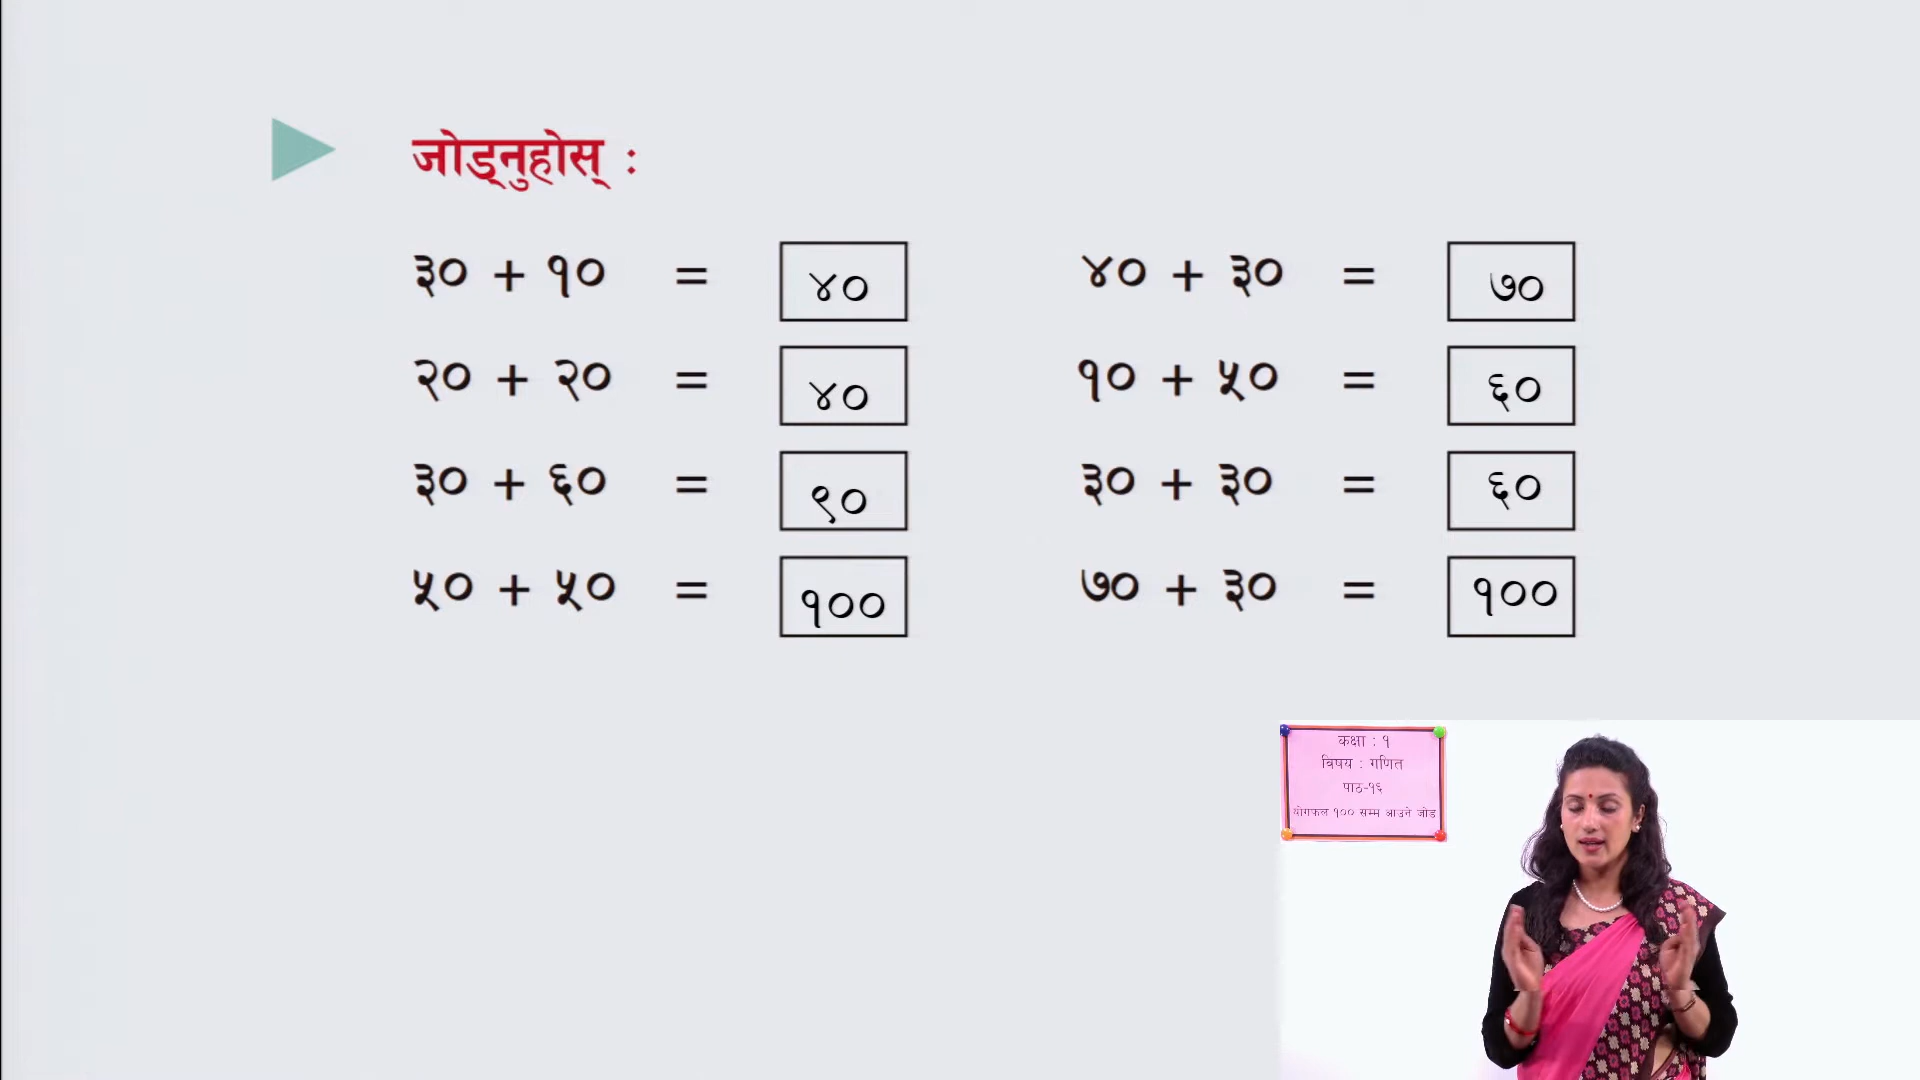 जोड्नुहोस् :
३० + १० = ४० ४० + ३० = ७०
२० + २० = ४० १० + ५० = ६०
३० + ६० = ९० ३० + ३० = ६०
५० + ५० = १०० ७० + ३० = १००
कक्षा : १
विषय : गणित
पाठ-१६
योगफल १०० सम्म आउने जोड